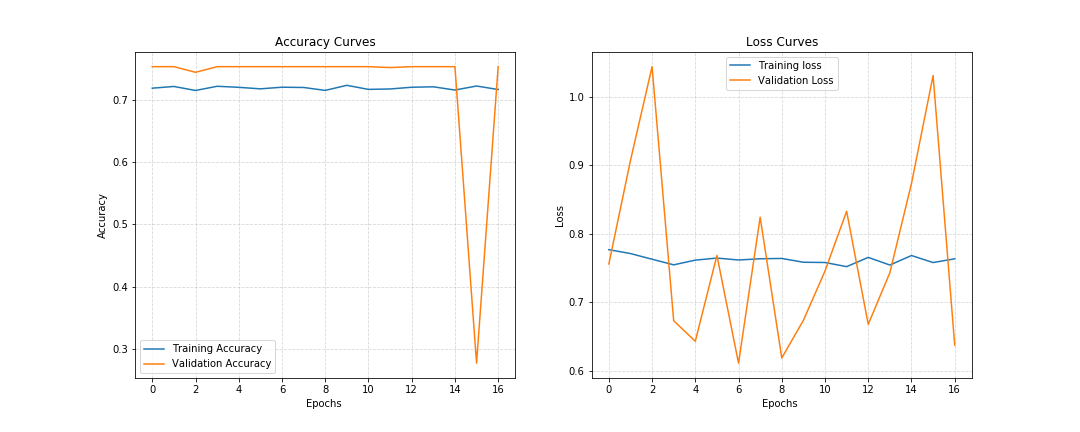 Accuracy Curves
0.7
0.6
0.5
0.4
0.3
Accuracy
Training Accuracy
Validation Accuracy
0 2 4 6 8 10 12 14 16
Epochs
Loss Curves
Training loss
Validation Loss
1.0
0.9
0.8
0.7
0.6
Loss
0 2 4 6 8 10 12 14 16
Epochs